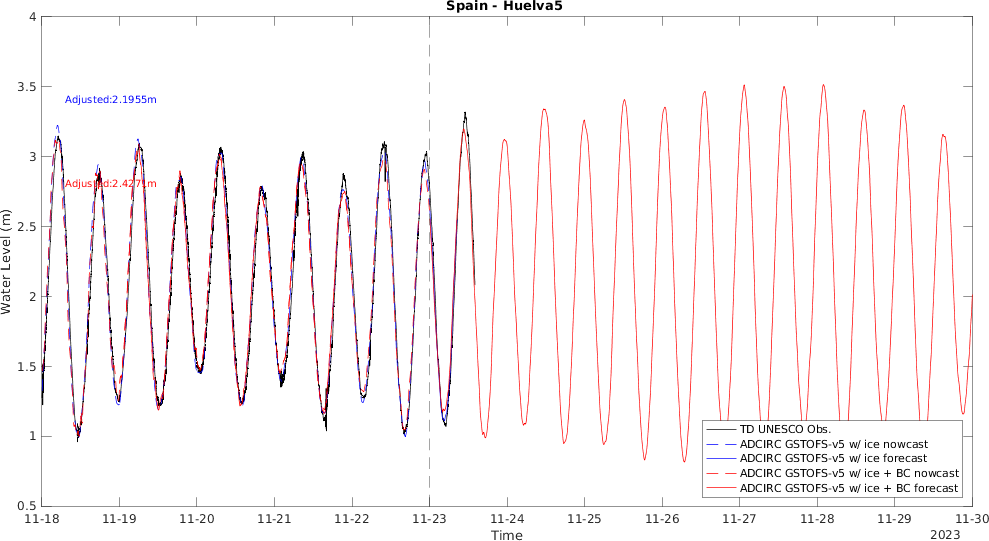 Spain - Huelva5
4
3.5
3
2.5
2
1.5
1
0.5
Water Level (m)
Adjusted:2.1955m
Adjusted:2.4271m
TD UNESCO Obs.
ADCIRC GSTOFS-v5 w/ ice nowcast
ADCIRC GSTOFS-v5 w/ ice forecast
ADCIRC GSTOFS-v5 w/ ice + BC nowcast
ADCIRC GSTOFS-v5 w/ ice + BC forecast
11-18 11-19 11-20 11-21 11-22 11-23 11-24 11-25 11-26 11-27 11-28 11-29 11-30
Time
2023